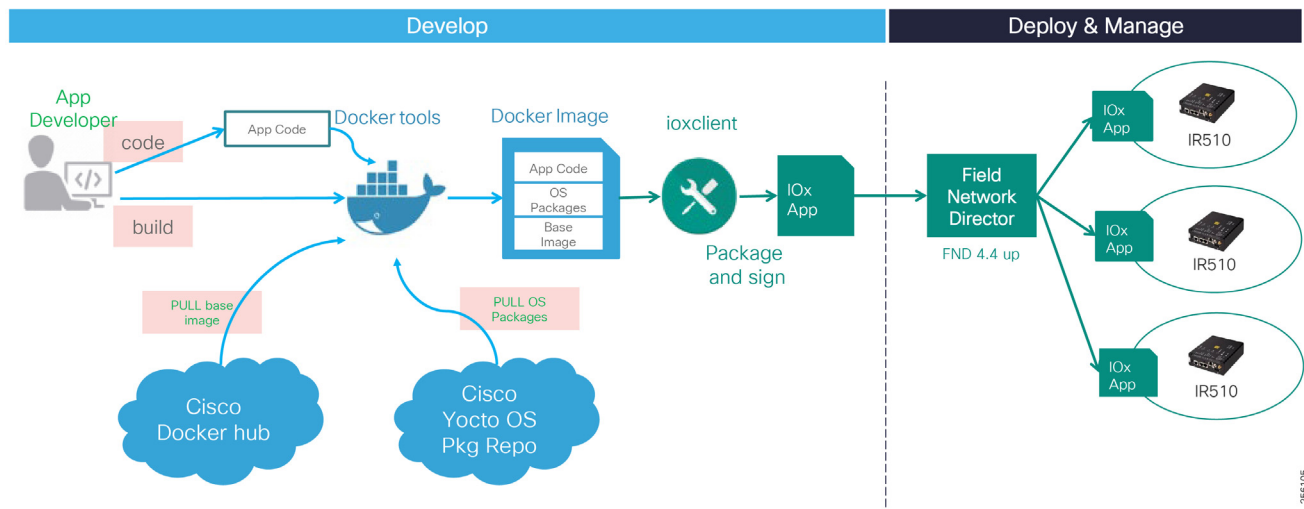 Develop
Deploy & Manage
App
Developer
code
build
App Code
Docker tools
PULL base
image
PULL OS
Packages
Cisco
Docker hub
Cisco
Yocto OS
Pkg Repo
Docker Image
App Code
OS
Packages
Base
Image
ioxclient
Package
and sign
IOx
App
Field
Network
Director
FND 4.4 up
IOx
App
IR510
IOx
App
IR510
IOx
App
IR510